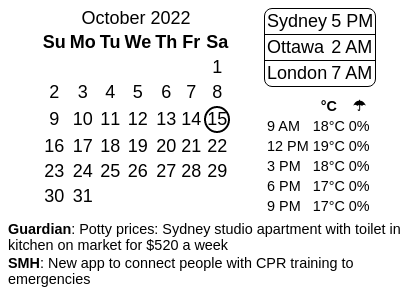 October 2022
Su Mo Tu We Th Fr Sa
1
2 3 4 5 6 7 8
9 10 11 12 13 14 15
16 17 18 19 20 21 22
23 24 25 26 27 28 29
30 31
Sydney 5 PM
Ottawa 2 AM
London 7 AM
°C ☂
9 AM 18°C 0%
12 PM 19°C 0%
3 PM 18°C 0%
6 PM 17°C 0%
9 PM 17°C 0%
Guardian: Potty prices: Sydney studio apartment with toilet in
kitchen on market for $520 a week
SMH: New app to connect people with CPR training to
emergencies